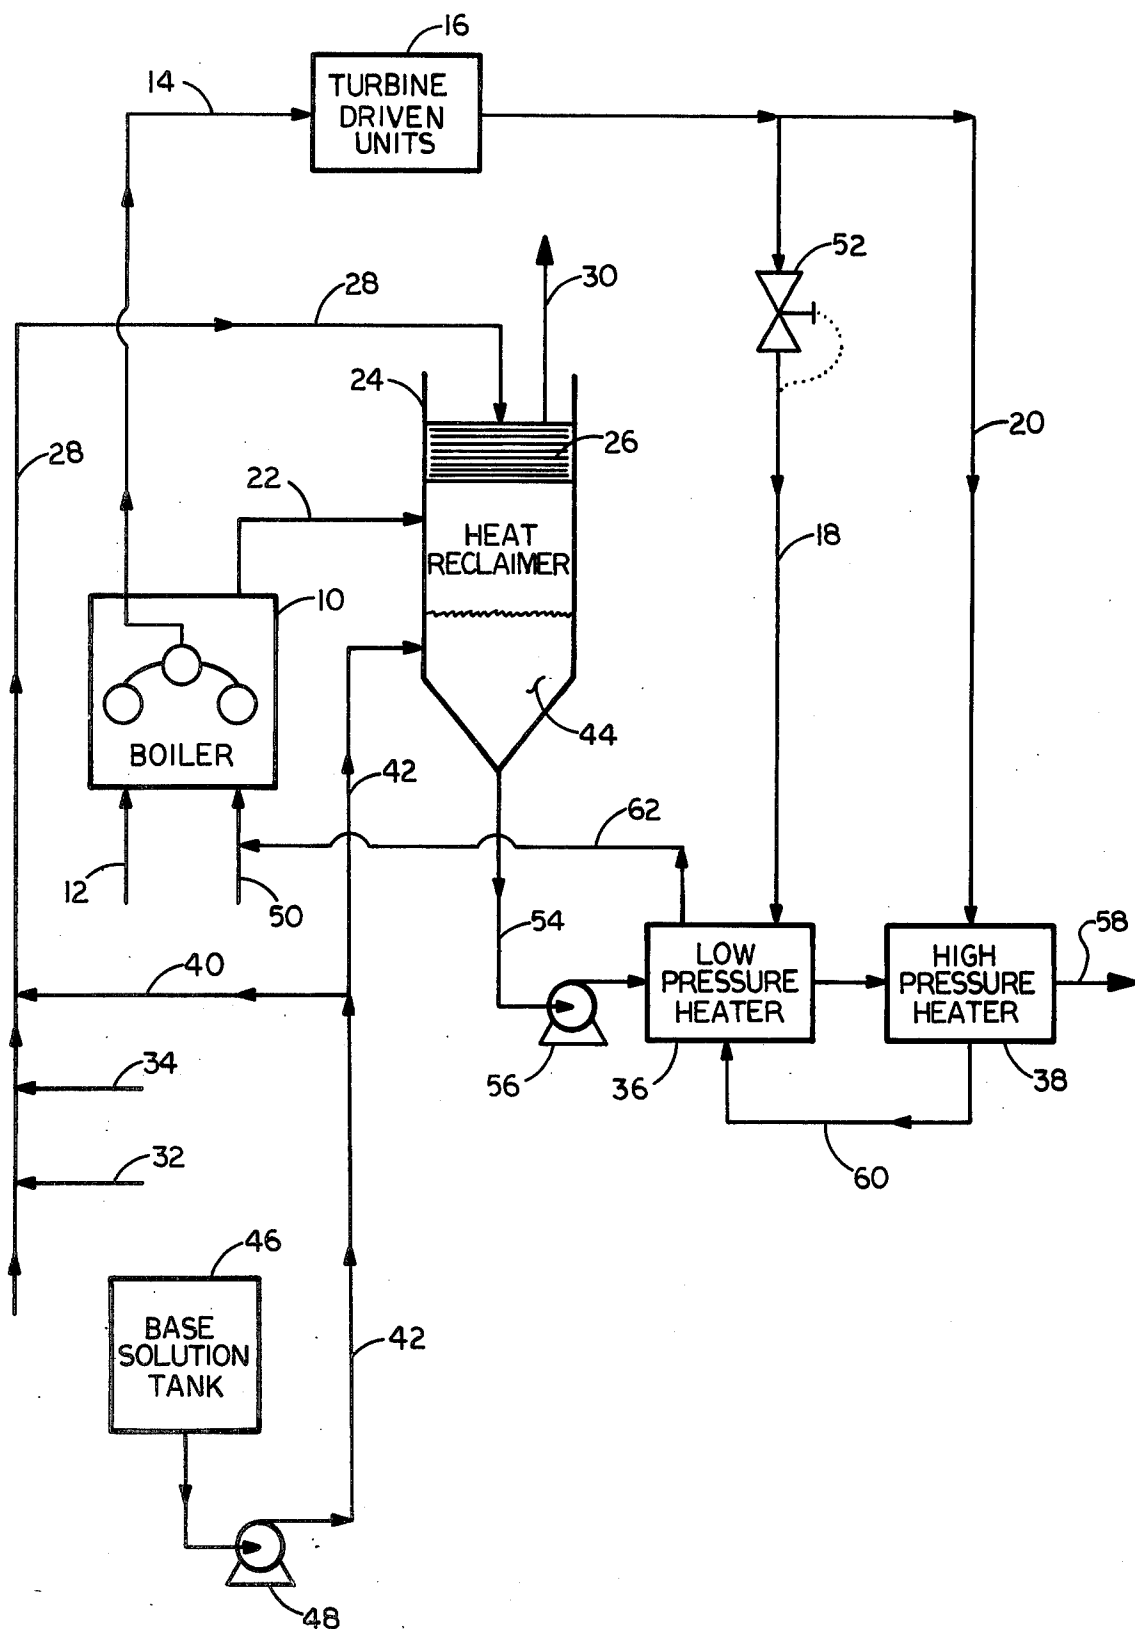 16
14
TURBINE
DRIVEN
UNITS
52
28
30
24
20
28
26
22
HEAT
RECLAIMER
18
10
44
BOILER
42
62
12
50
54
58
40
LOW
PRESSURE
HEATER
HIGH
PRESSURE
HEATER
34
56
36
38
32
60
46
BASE
SOLUTION
TANK
42
48